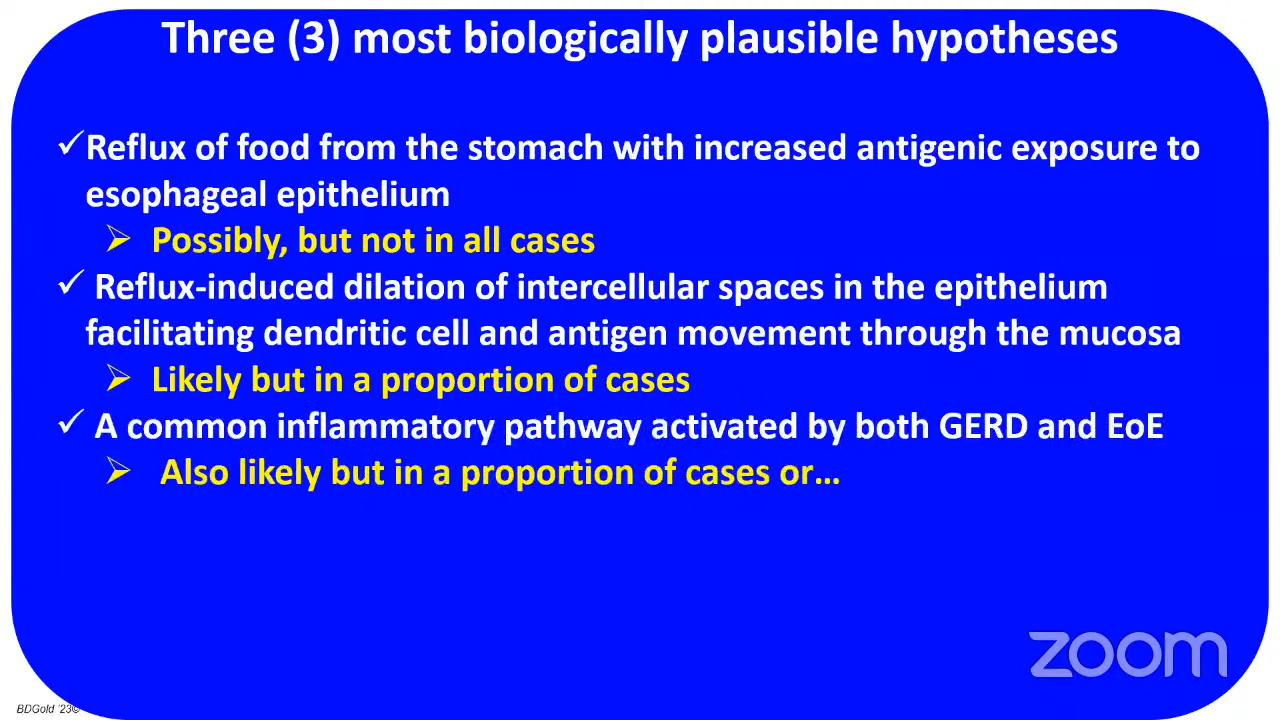 Three (3) most biologically plausible hypotheses
✓Reflux of food from the stomach with increased antigenic exposure to
esophageal epithelium
➢ Possibly, but not in all cases
✓ Reflux-induced dilation of intercellular spaces in the epithelium
facilitating dendritic cell and antigen movement through the mucosa
➢ Likely but in a proportion of cases
✓ A common inflammatory pathway activated by both GERD and EoE
➢ Also likely but in a proportion of cases or…
zoom
BDGold ’23©